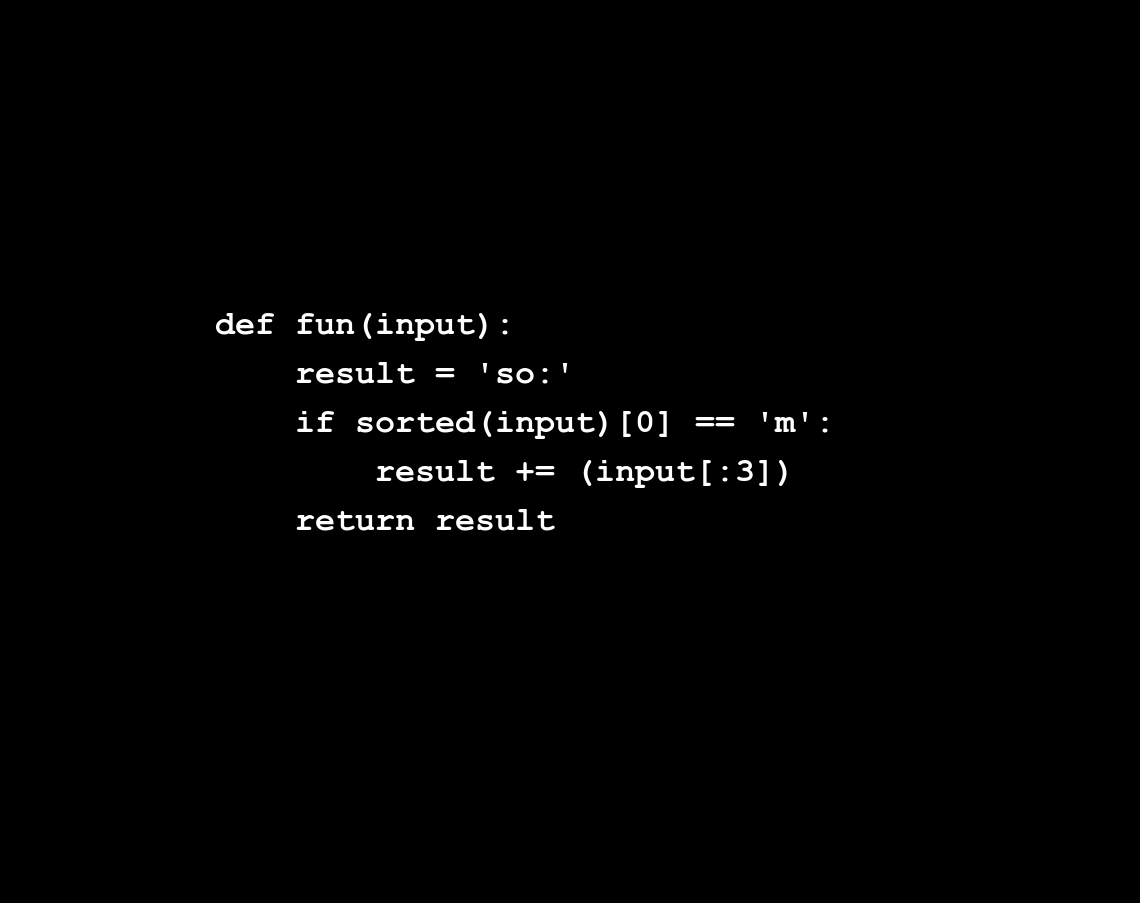 def fun(input):
    result = 'so:'
    if sorted(input)[0] == 'm':
        result += (input[:3])
    return result